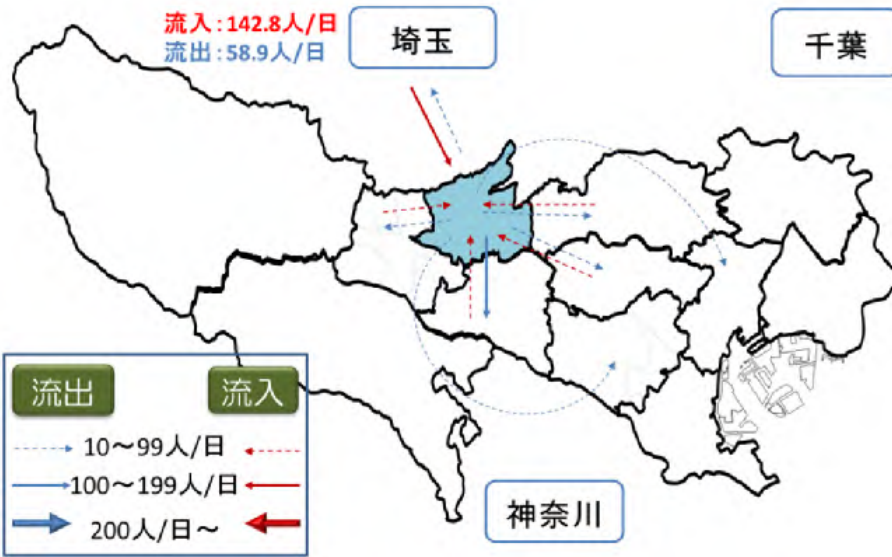 流入：142.8人/日
流出：58.9人/日
埼玉
千葉
流出 流入
10～99人/日
100～199人/日
200人/日～
神奈川